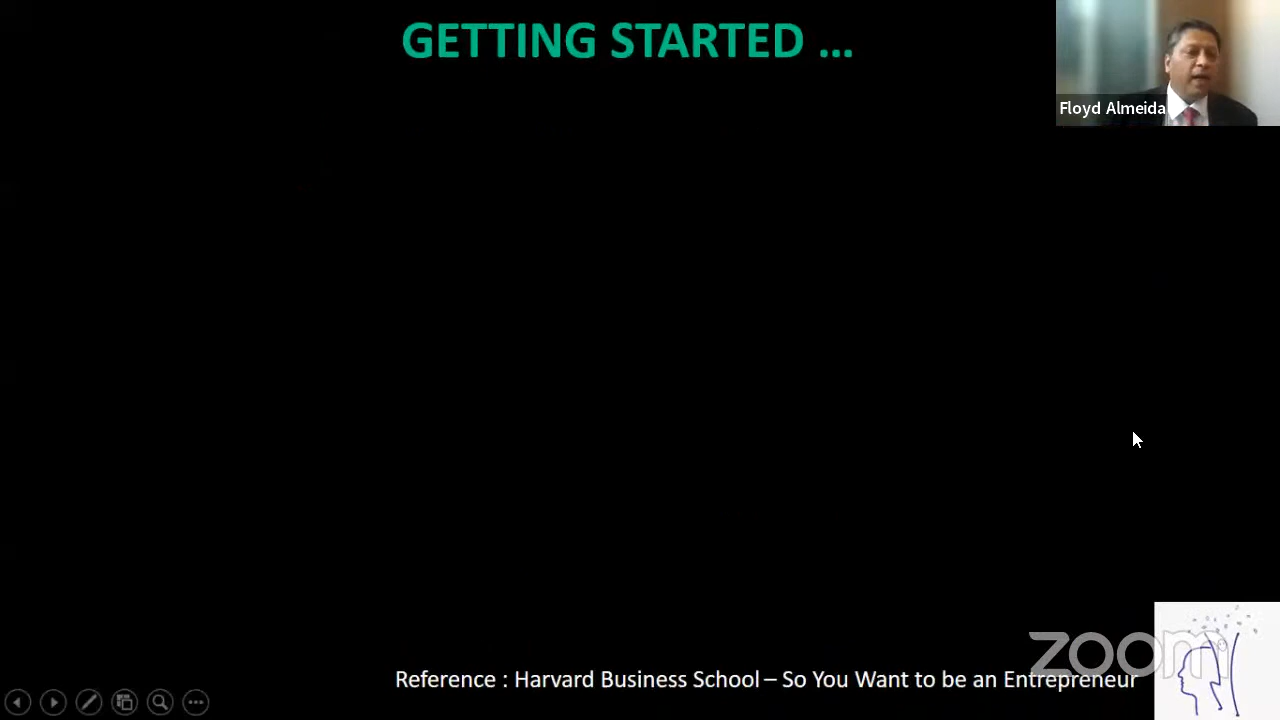 GETTING STARTED ...
Floyd Almeida
zoom
Reference : Harvard Business School – So You Want to be an Entrepreneur